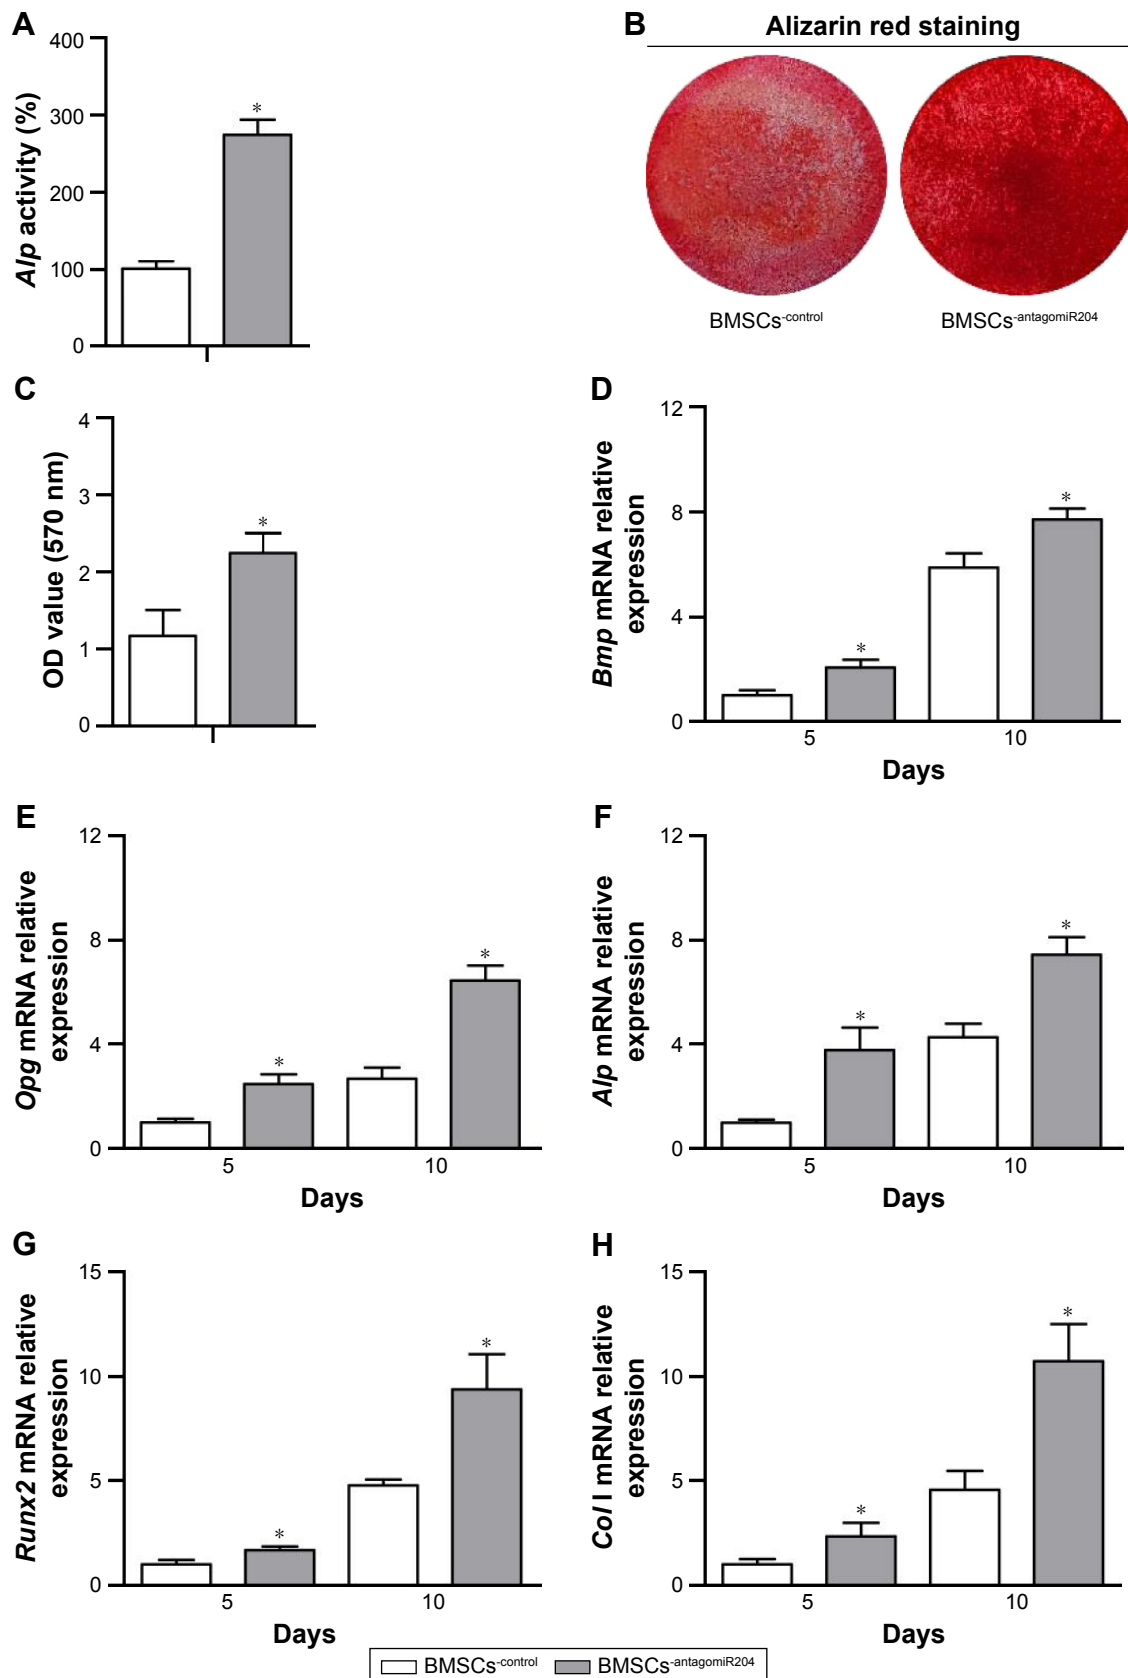 A
Alp activity (%)
400
300
200
100
0
*
B
Alizarin red staining
BMSCs-control
BMSCs-antagomiR204
C
OD value (570 nm)
4
3
2
1
0
*
D
Bmp mRNA relative
expression
12
8
4
0
*
*
5
10
Days
E
Opg mRNA relative
expression
12
8
4
0
*
*
5
10
Days
F
Alp mRNA relative
expression
12
8
4
0
*
*
5
10
Days
G
Runx2 mRNA relative
expression
15
10
5
0
*
*
5
10
Days
H
Col I mRNA relative
expression
15
10
5
0
*
*
5
10
Days
BMSCs-control
BMSCs-antagomiR204